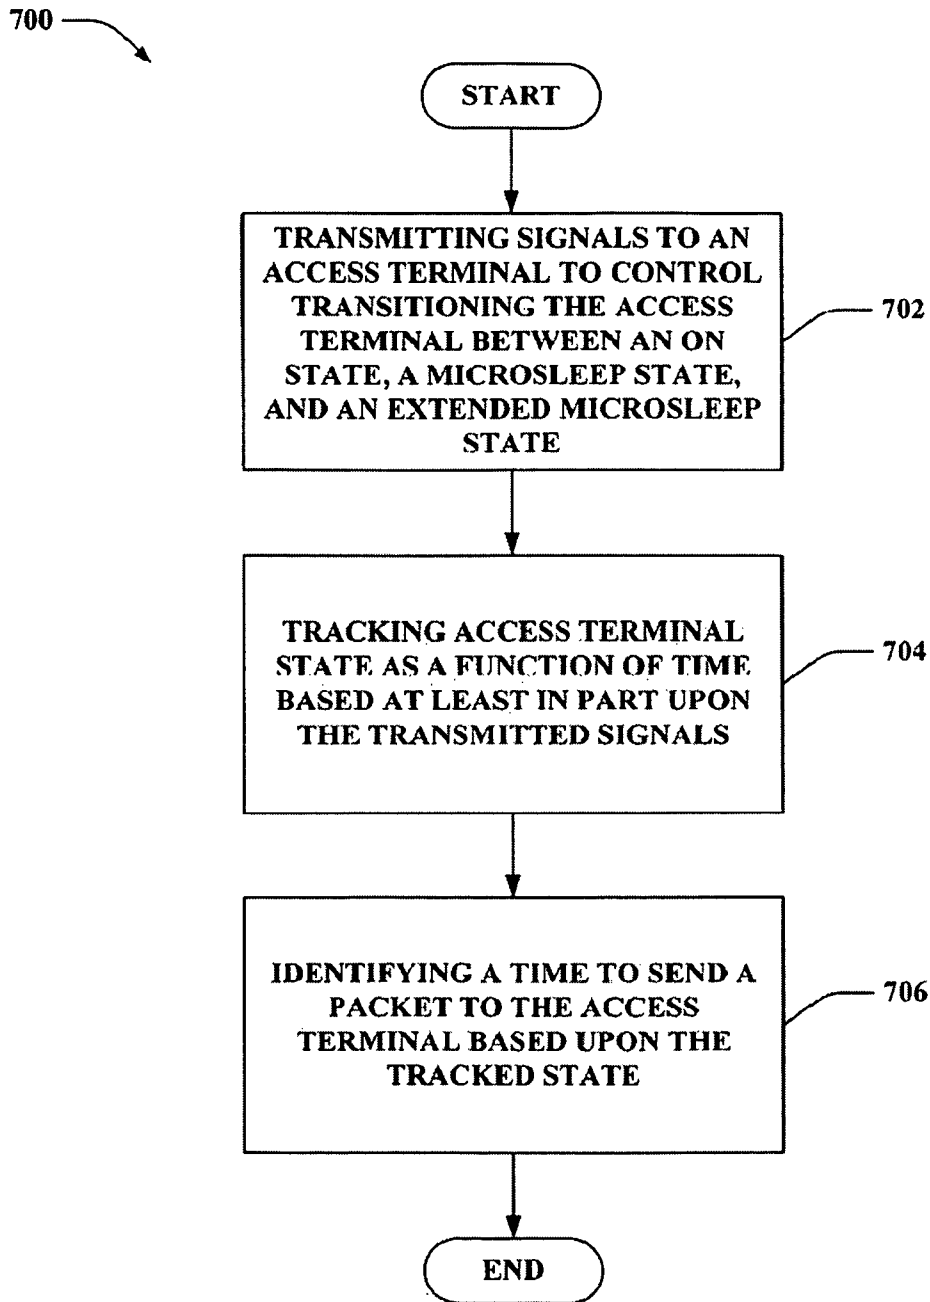 700
START
TRANSMITTING SIGNALS TO AN
ACCESS TERMINAL TO CONTROL
TRANSITIONING THE ACCESS
TERMINAL BETWEEN AN ON
STATE, A MICROSLEEP STATE,
AND AN EXTENDED MICROSLEEP
STATE
702
TRACKING ACCESS TERMINAL
STATE AS A FUNCTION OF TIME
BASED AT LEAST IN PART UPON
THE TRANSMITTED SIGNALS
704
IDENTIFYING A TIME TO SEND A
PACKET TO THE ACCESS
TERMINAL BASED UPON THE
TRACKED STATE
706
END